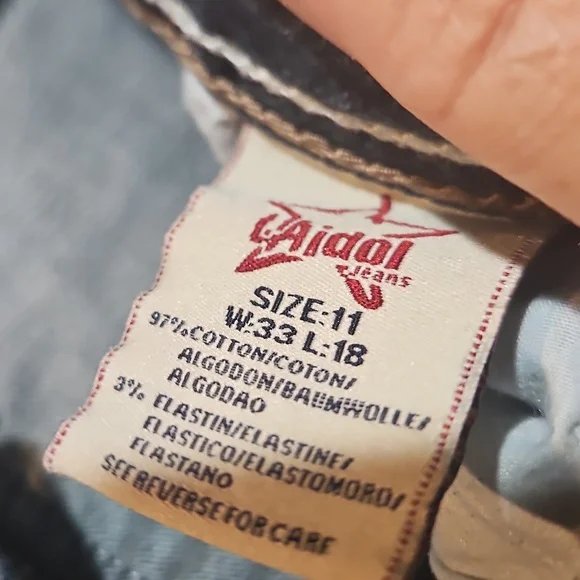 L'Aidol
Jeans
SIZE:11
W:33 L:18
97% COTTON/COTON/
ALGODON/BAUMWOLLE/
ALGODAO
3% ELASTIN/ELASTINE/
ELASTICO/ELASTOMORO/
ELASTANO
SEE REVERSE FOR CARE